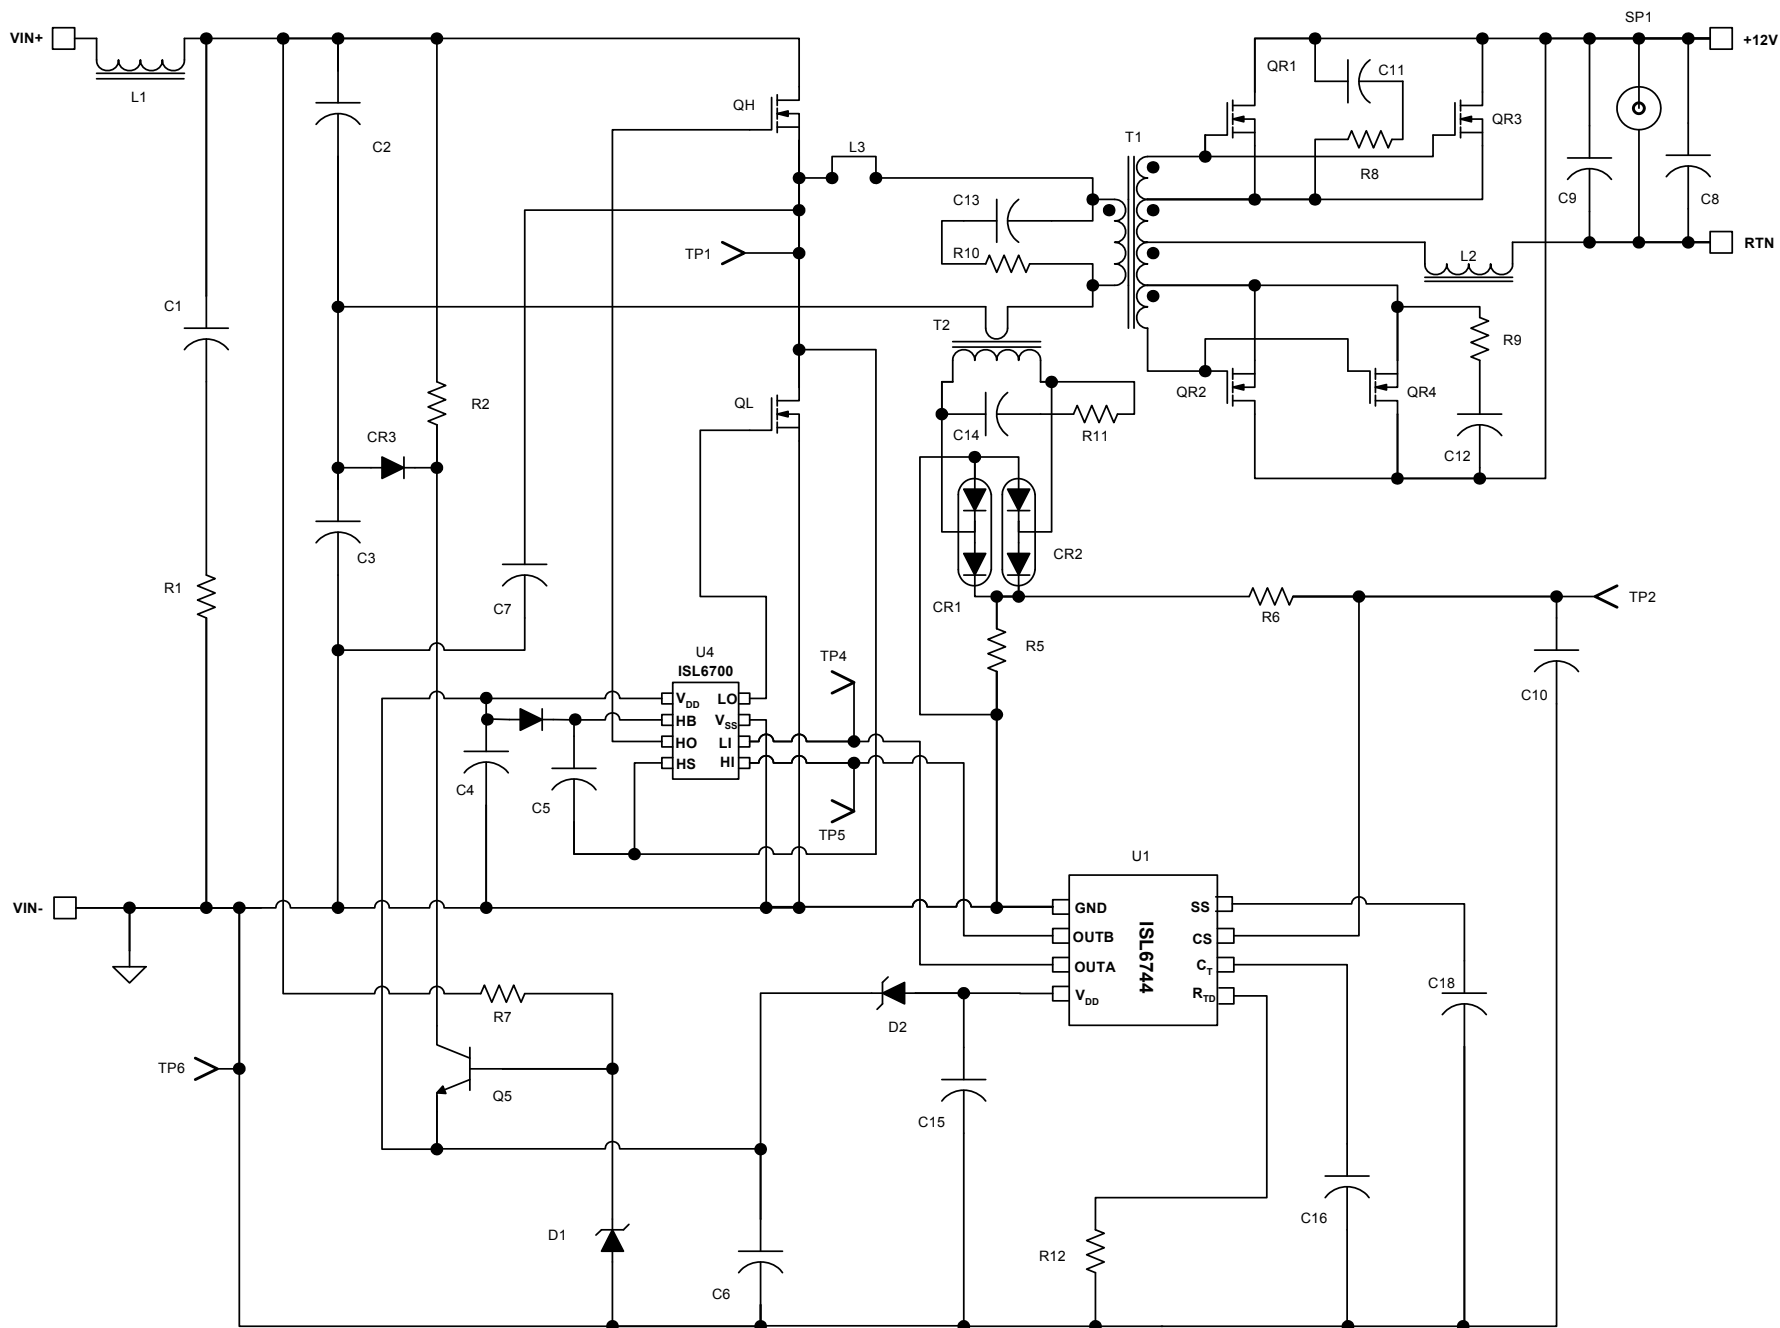 SP1
VIN+
+12V
L1
QR1
C11
QH
QR3
C2
T1
L3
R8
C9
C8
C13
TP1
R10
RTN
L2
C1
T2
R9
R2
QL
QR2
QR4
CR3
C14
R11
C12
C3
CR2
R1
C7
CR1
R6
TP2
R5
U4
ISL6700
TP4
C10
VDD
LO
HB
VSS
HO
LI
HS
HI
C4
C5
TP5
U1
VIN-
GND
SS
OUTB
CS
OUTA
CT
VDD
RTD
ISL6744
C18
R7
D2
TP6
Q5
C15
C16
D1
R12
C6